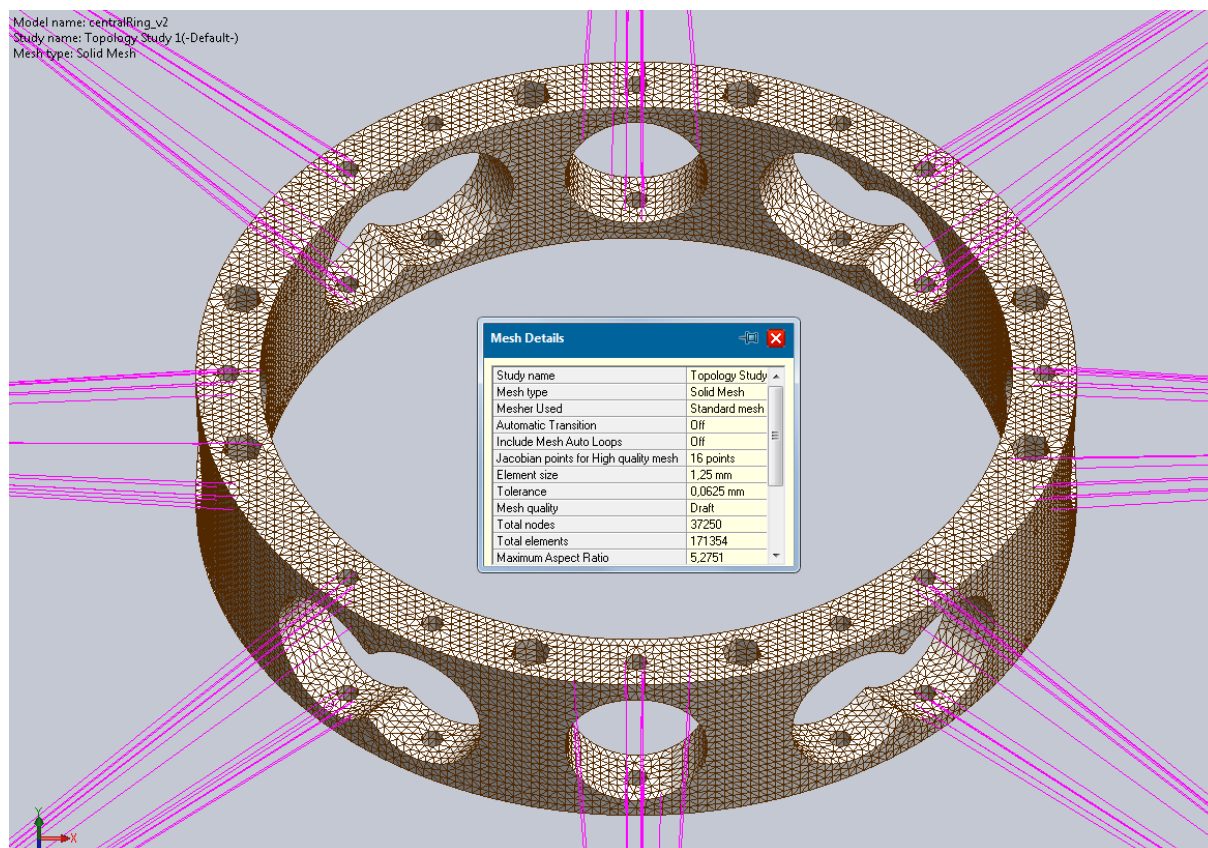 Model name: centralRing_v2
Study name: Topology Study 1(-Default-)
Mesh type: Solid Mesh
Mesh Details
Study name Topology Study
Mesh type Solid Mesh
Mesher Used Standard mesh
Automatic Transition Off
Include Mesh Auto Loops Off
Jacobian points for High quality mesh 16 points
Element size 1,25 mm
Tolerance 0,0625 mm
Mesh quality Draft
Total nodes 37250
Total elements 171354
Maximum Aspect Ratio 5,2751
Y
X